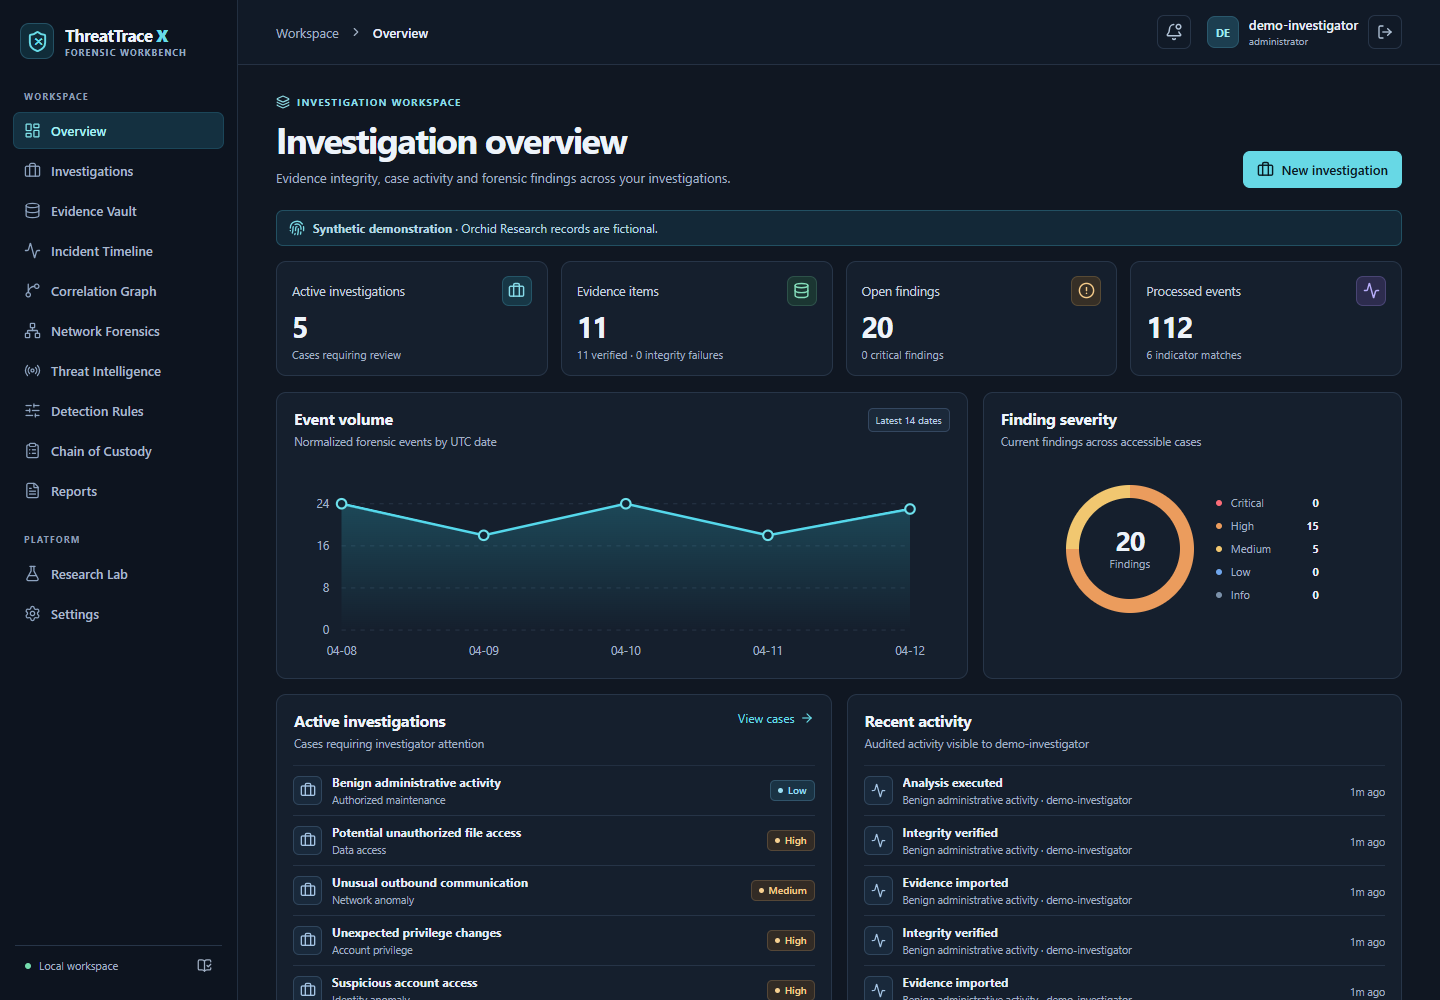 ThreatTrace X
FORENSIC WORKBENCH
WORKSPACE
Overview
Investigations
Evidence Vault
Incident Timeline
Correlation Graph
Network Forensics
Threat Intelligence
Detection Rules
Chain of Custody
Reports
PLATFORM
Research Lab
Settings
Local workspace
Workspace > Overview
DE
demo-investigator
administrator
INVESTIGATION WORKSPACE
Investigation overview
Evidence integrity, case activity and forensic findings across your investigations.
New investigation
Synthetic demonstration · Orchid Research records are fictional.
Active investigations
5
Cases requiring review
Evidence items
11
11 verified · 0 integrity failures
Open findings
20
0 critical findings
Processed events
112
6 indicator matches
Event volume
Normalized forensic events by UTC date
Latest 14 dates
24
16
8
0
04-08 04-09 04-10 04-11 04-12
Finding severity
Current findings across accessible cases
20
Findings
Critical 0
High 15
Medium 5
Low 0
Info 0
Active investigations
Cases requiring investigator attention
View cases
Benign administrative activity
Authorized maintenance
Low
Potential unauthorized file access
Data access
High
Unusual outbound communication
Network anomaly
Medium
Unexpected privilege changes
Account privilege
High
Suspicious account access
Identity anomaly
High
Recent activity
Audited activity visible to demo-investigator
Analysis executed
Benign administrative activity · demo-investigator
1m ago
Integrity verified
Benign administrative activity · demo-investigator
1m ago
Evidence imported
Benign administrative activity · demo-investigator
1m ago
Integrity verified
Benign administrative activity · demo-investigator
1m ago
Evidence imported
Benign administrative activity · demo-investigator
1m ago